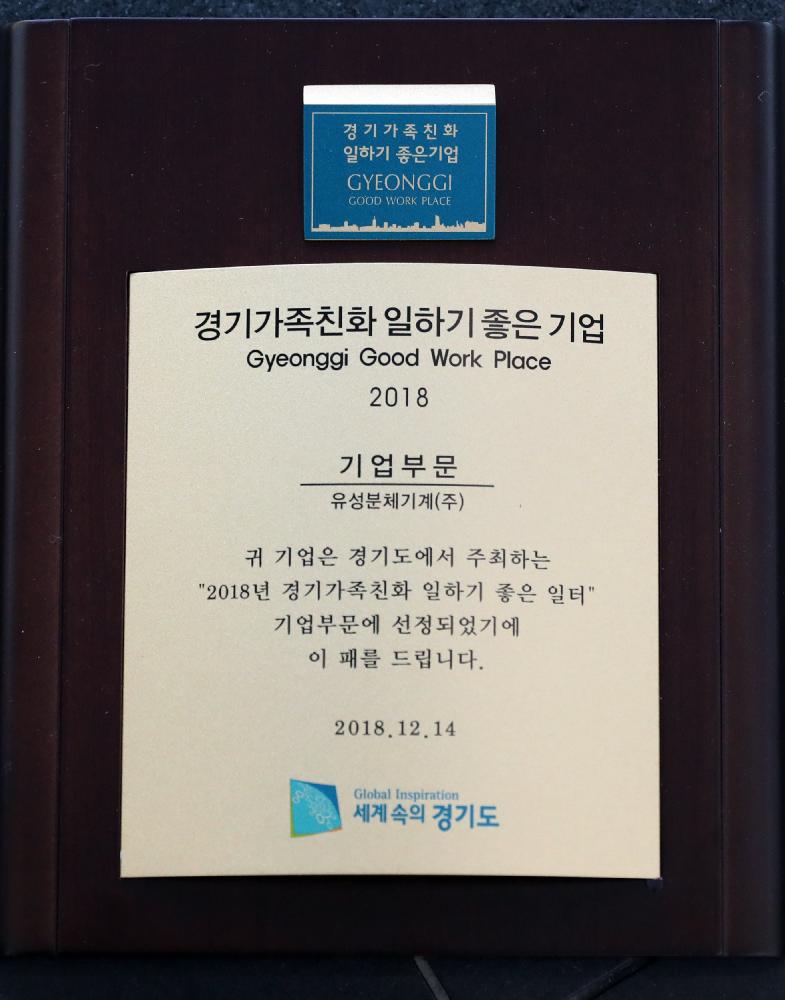 경기가족친화
일하기 좋은기업
GYEONGGI
GOOD WORK PLACE
경기가족친화 일하기 좋은 기업
Gyeonggi Good Work Place
2018
기업부문
유성분체기계(주)
귀 기업은 경기도에서 주최하는
"2018년 경기가족친화 일하기 좋은 일터"
기업부문에 선정되었기에
이 패를 드립니다.
2018.12.14
Global Inspiration
세계 속의 경기도